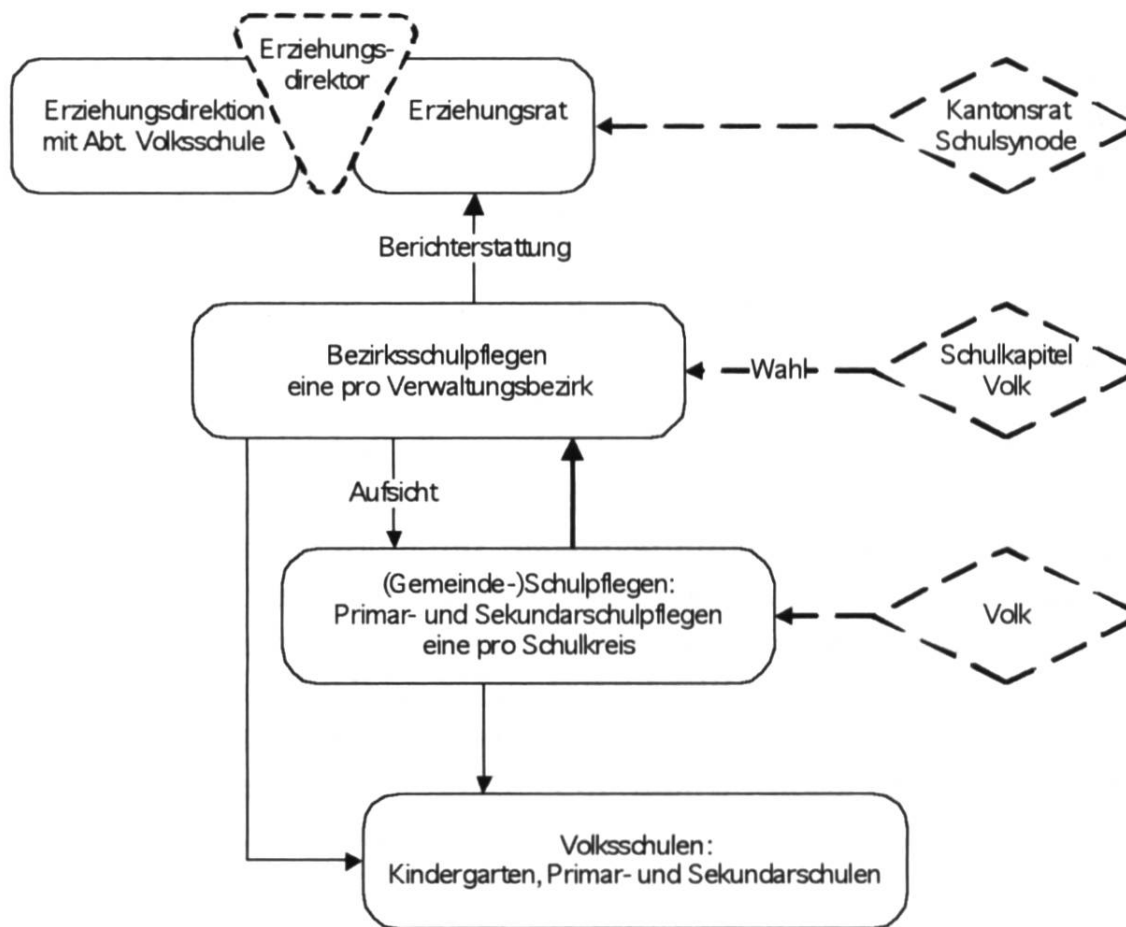 Erziehungs-
direktor
Erziehungsdirektion
mit Abt. Volksschule
Erziehungsrat
Kantonsrat
Schulsynode
Berichterstattung
Bezirksschulpflegen
eine pro Verwaltungsbezirk
Wahl
Schulkapitel
Volk
Aufsicht
(Gemeinde-)Schulpflegen:
Primar- und Sekundarschulpflegen
eine pro Schulkreis
Volk
Volksschulen:
Kindergarten, Primar- und Sekundarschulen